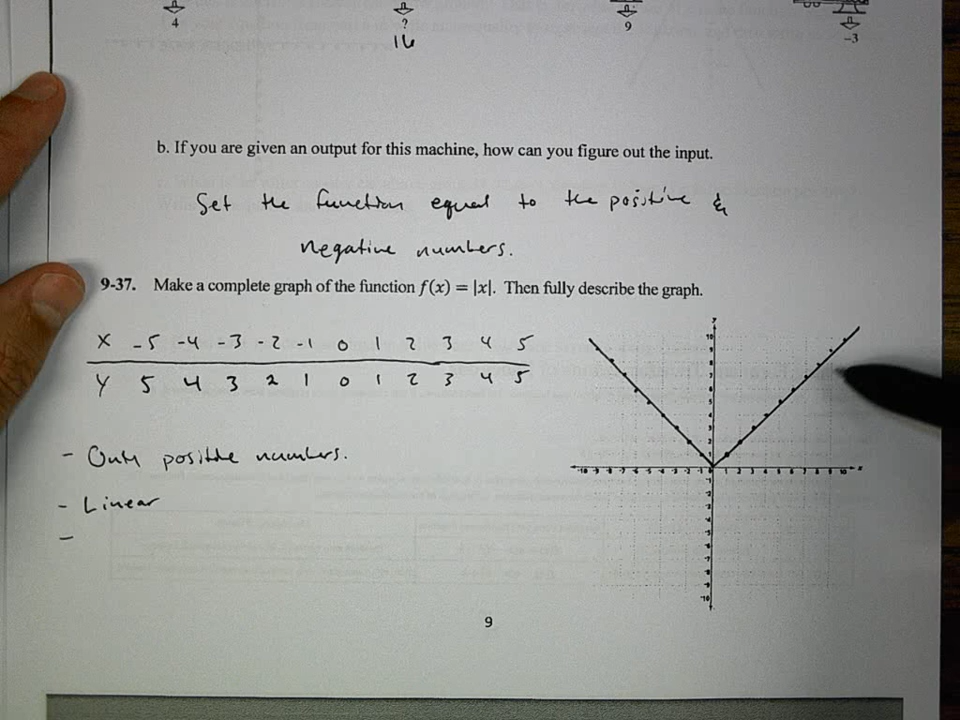 4 ? 9 -3
16
b. If you are given an output for this machine, how can you figure out the input.
Set the function equal to the positive &
negative numbers.
9-37. Make a complete graph of the function f(x) = |x|. Then fully describe the graph.
X -5 -4 -3 -2 -1 0 1 2 3 4 5
Y 5 4 3 2 1 0 1 2 3 4 5
- Only positive numbers.
- Linear
-
9